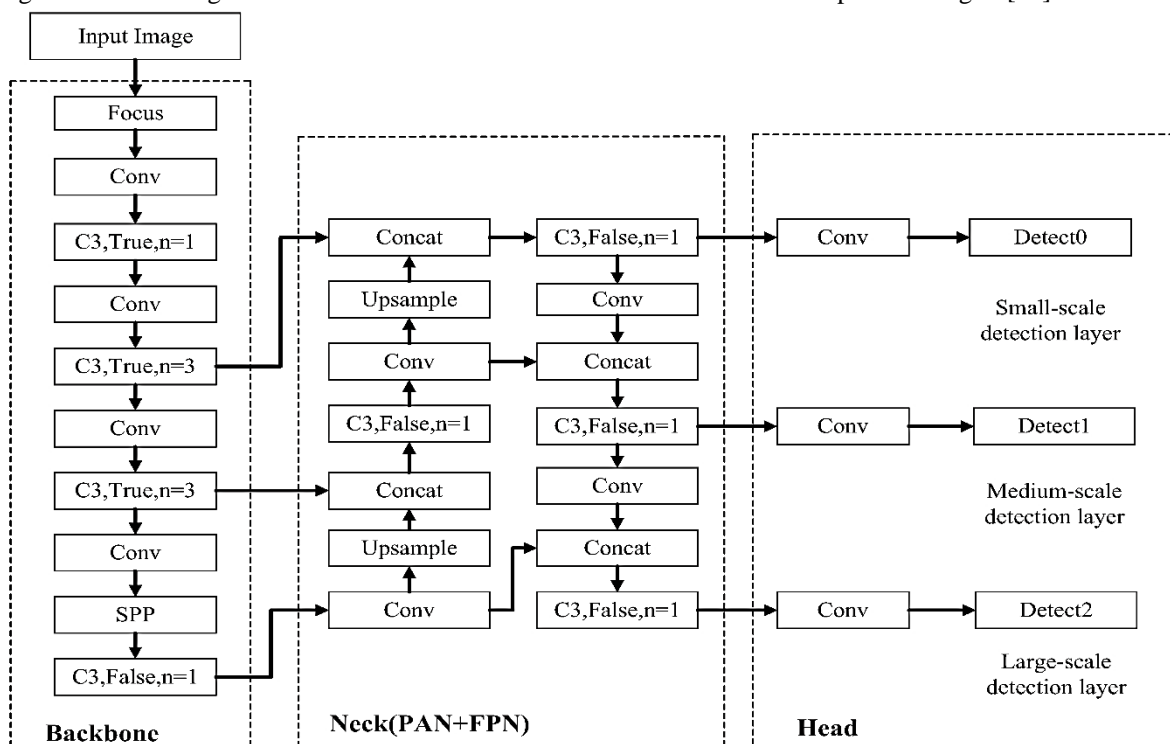 Input Image
Focus
Conv
C3,True,n=1
Conv
C3,True,n=3
Conv
C3,True,n=3
Conv
SPP
C3,False,n=1
Backbone
Concat
Upsample
Conv
C3,False,n=1
Concat
Upsample
Conv
C3,False,n=1
Conv
Concat
C3,False,n=1
Conv
Concat
C3,False,n=1
Neck(PAN+FPN)
Conv
Detect0
Small-scale
detection layer
Conv
Detect1
Medium-scale
detection layer
Conv
Detect2
Large-scale
detection layer
Head